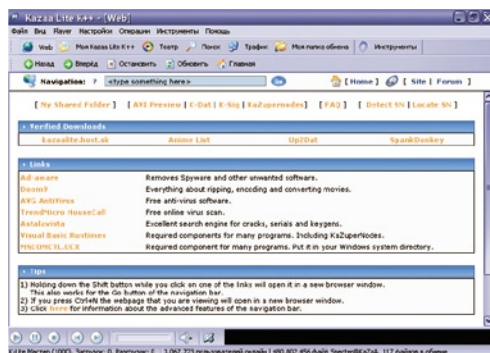 Kazaa Lite K++ - [Web]
Файл Вид Player Настройки Операции Инструменты Помощь
Web Моя Kazaa Lite K++ Театр Поиск Трафик Моя папка обмена Инструменты
Назад Вперёд Остановить Обновить Главная
Navigation: ? <type something here> Go [ Home ] [ Site | Forum ]
[ My Shared Folder ] [ AVI Preview | K-Dat | K-Sig | KaZupernodes ] [ FAQ ] [ Detect SN | Locate SN ]
Verified Downloads
kazaalite.host.sk Anime List Up2Dat SpankDonkey
Links
Ad-aware Removes Spyware and other unwanted software.
Doom9 Everything about ripping, encoding and converting movies.
AVG AntiVirus Free anti-virus software.
TrendMicro HouseCall Free online virus scan.
Astalavista Excellent search engine for cracks, serials and keygens.
Visual Basic Runtimes Required components for many programs. Including KaZuperNodes.
MSCOMCTL.OCX Required component for many programs. Put it in your Windows system directory.
Tips
1) Holding down the Shift button while you click on one of the links will open it in a new browser window.
This also works for the Go button of the navigation bar.
2) If you press Ctrl+N the webpage that you are viewing will open in a new browser window.
3) Click here for information about the advanced features of the navigation bar.